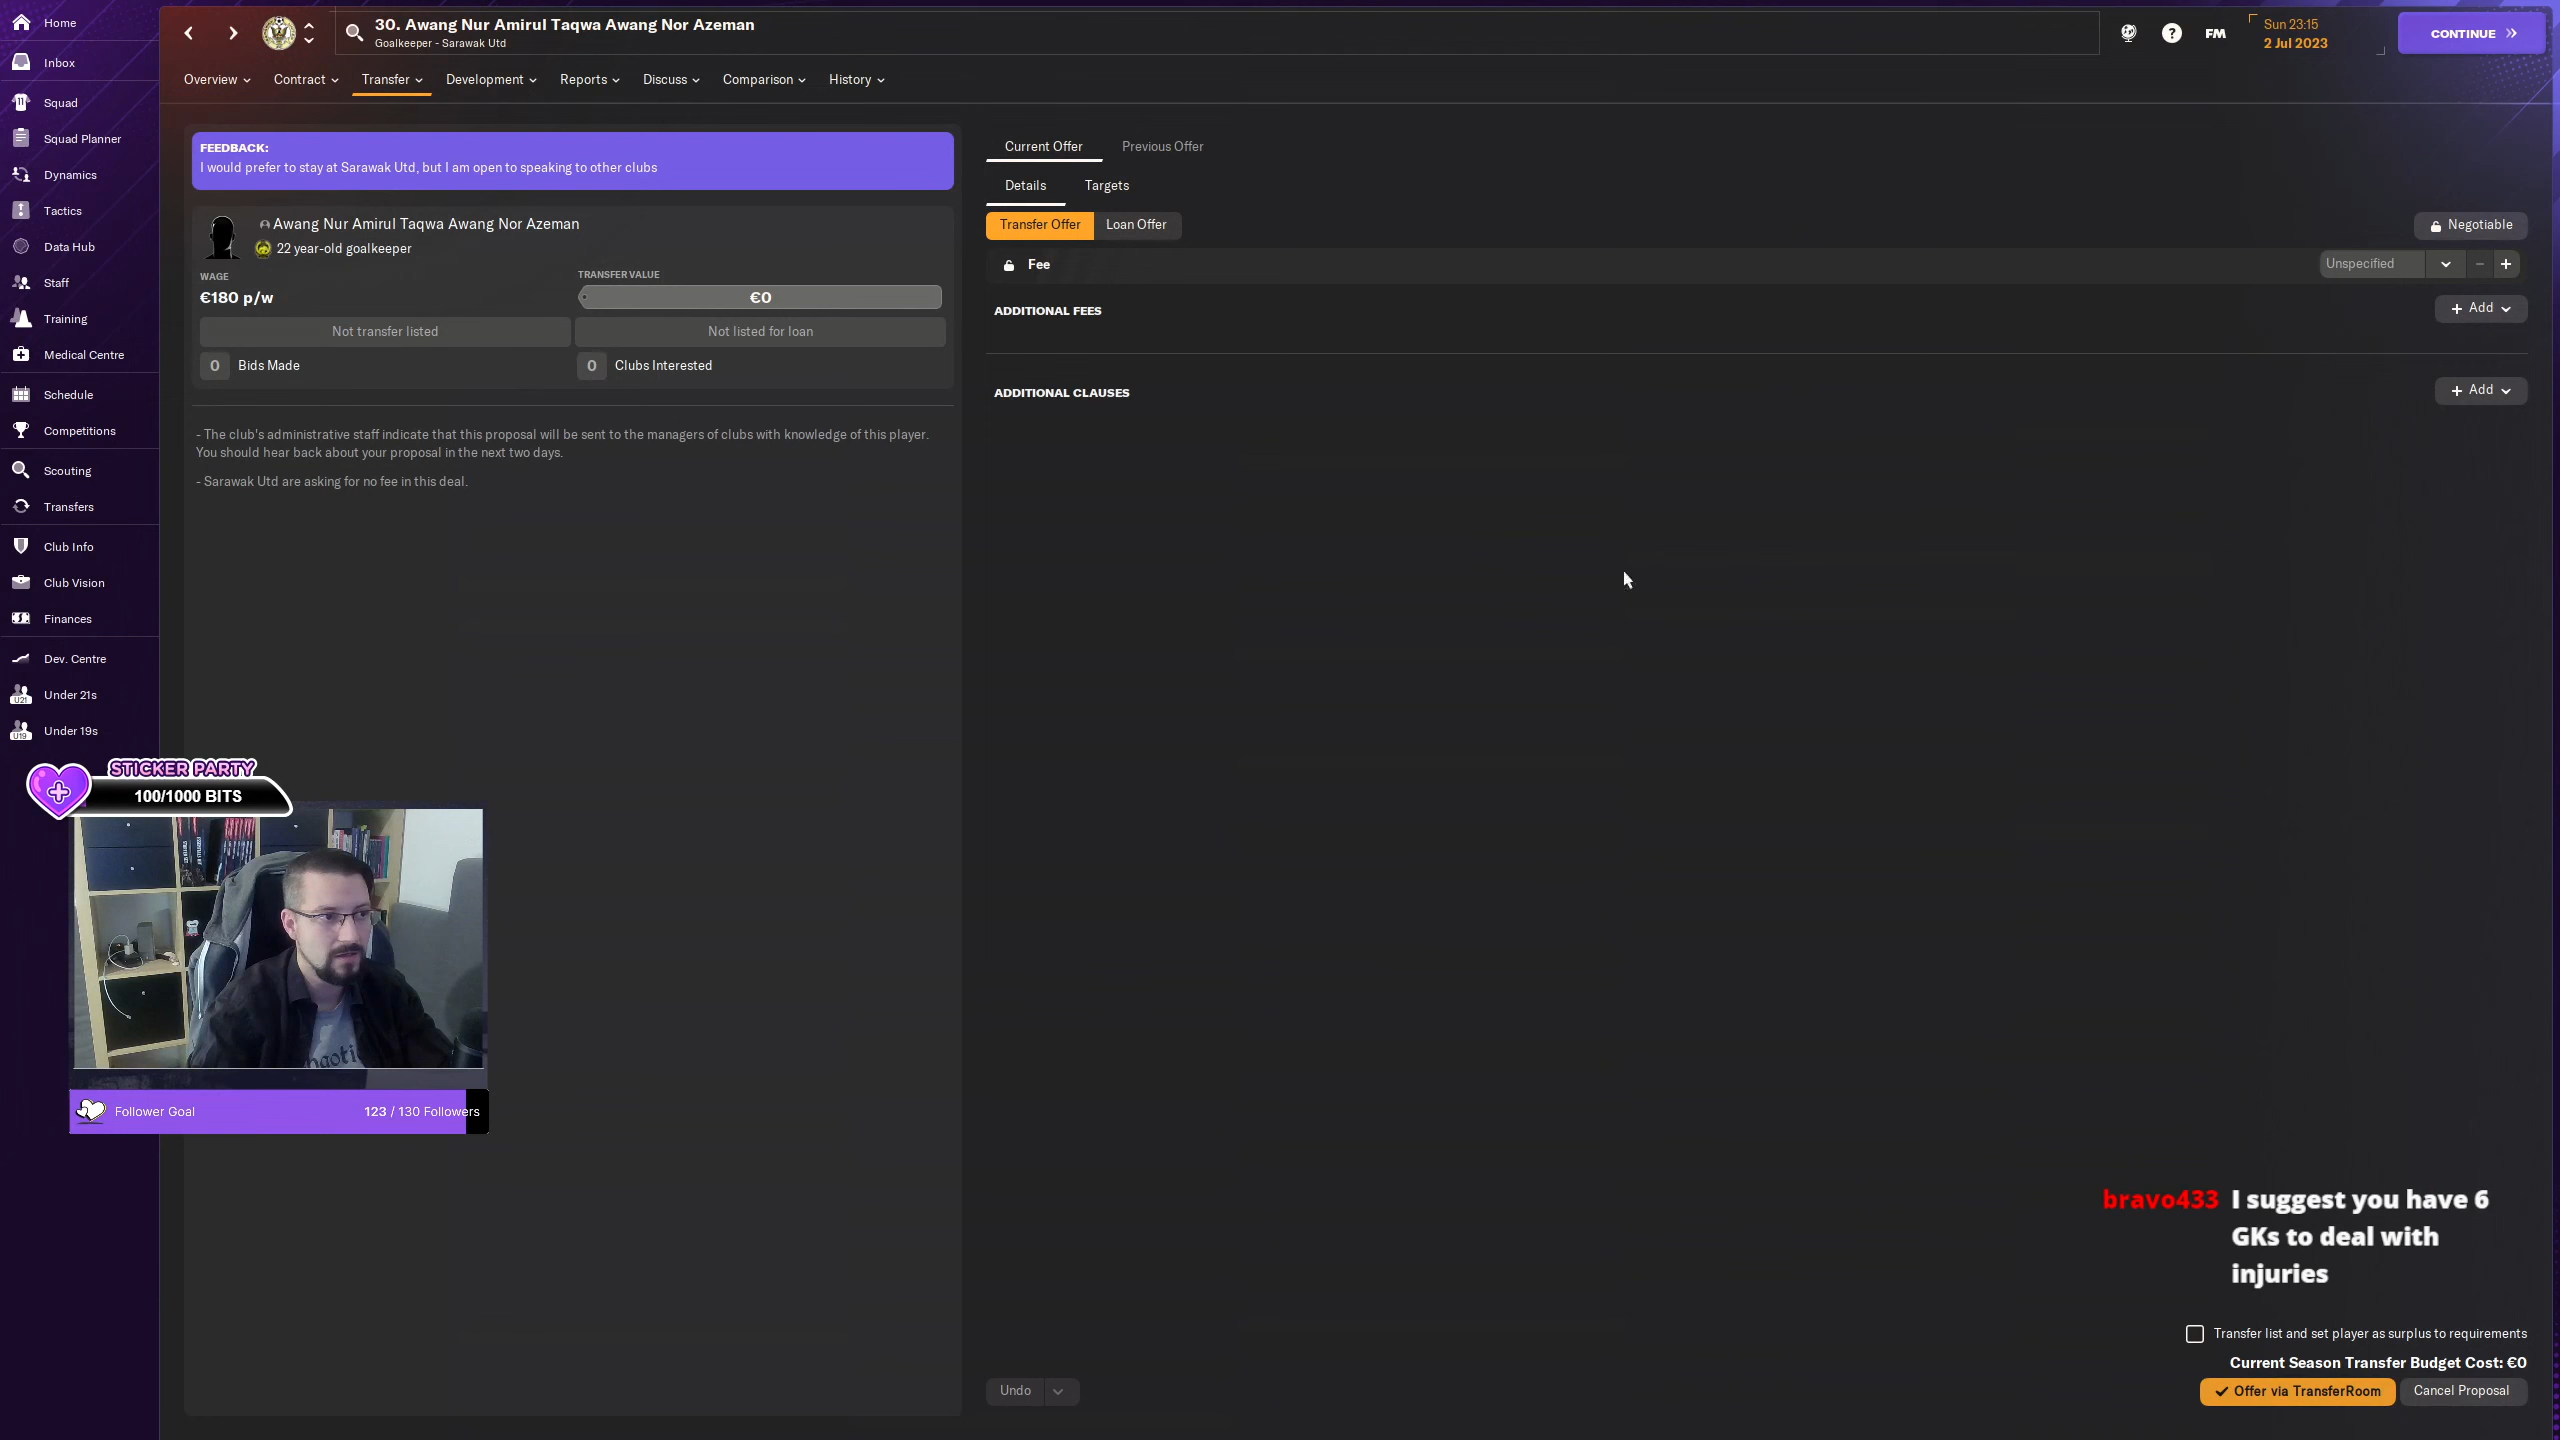 Home
Inbox
Squad
Squad Planner
Dynamics
Tactics
Data Hub
Staff
Training
Medical Centre
Schedule
Competitions
Scouting
Transfers
Club Info
Club Vision
Finances
Dev. Centre
Under 21s
Under 19s
30. Awang Nur Amirul Taqwa Awang Nor Azeman
Goalkeeper - Sarawak Utd
FM
Sun 23:15
2 Jul 2023
CONTINUE
Overview
Contract
Transfer
Development
Reports
Discuss
Comparison
History
FEEDBACK:
I would prefer to stay at Sarawak Utd, but I am open to speaking to other clubs
Awang Nur Amirul Taqwa Awang Nor Azeman
22 year-old goalkeeper
WAGE
€180 p/w
TRANSFER VALUE
€0
Not transfer listed
Not listed for loan
0 Bids Made
0 Clubs Interested
- The club's administrative staff indicate that this proposal will be sent to the managers of clubs with knowledge of this player.
You should hear back about your proposal in the next two days.
- Sarawak Utd are asking for no fee in this deal.
Current Offer
Previous Offer
Details
Targets
Transfer Offer
Loan Offer
Negotiable
Fee
Unspecified
ADDITIONAL FEES
+ Add
ADDITIONAL CLAUSES
+ Add
STICKER PARTY
100/1000 BITS
Follower Goal
123 / 130 Followers
bravo433 I suggest you have 6
GKs to deal with
injuries
Transfer list and set player as surplus to requirements
Current Season Transfer Budget Cost: €0
Undo
Offer via TransferRoom
Cancel Proposal